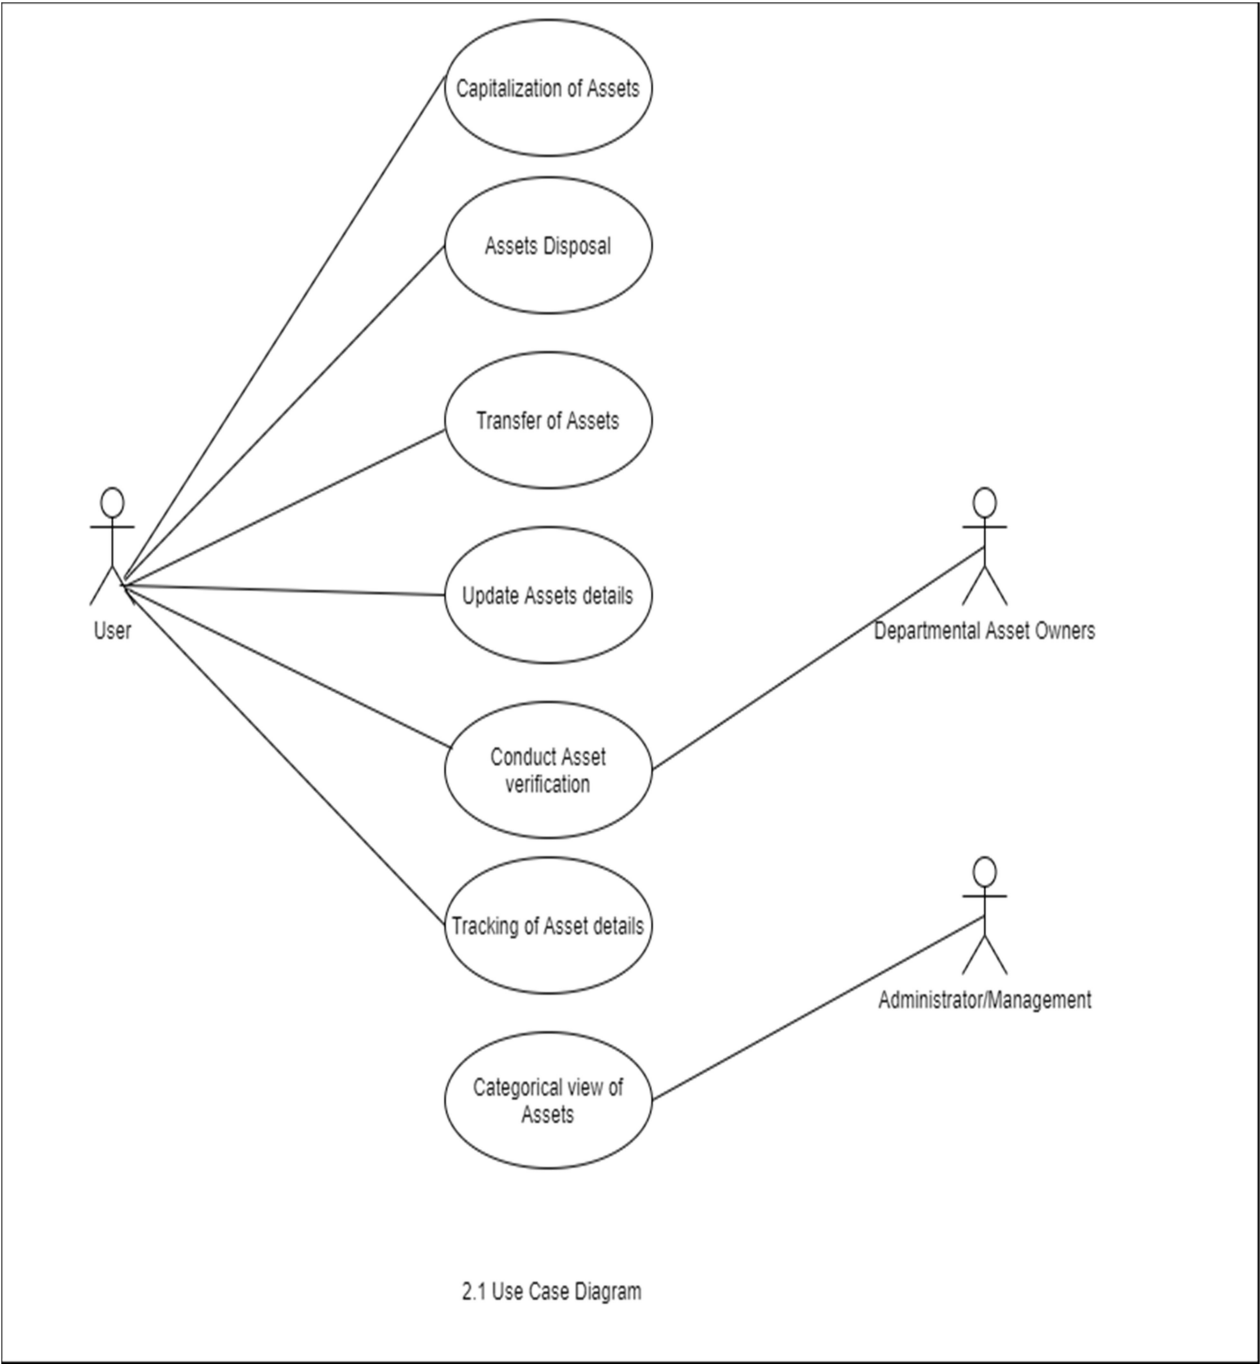 Capitalization of Assets
Assets Disposal
Transfer of Assets
Update Assets details
User
Departmental Asset Owners
Conduct Asset
verification
Tracking of Asset details
Administrator/Management
Categorical view of
Assets
2.1 Use Case Diagram